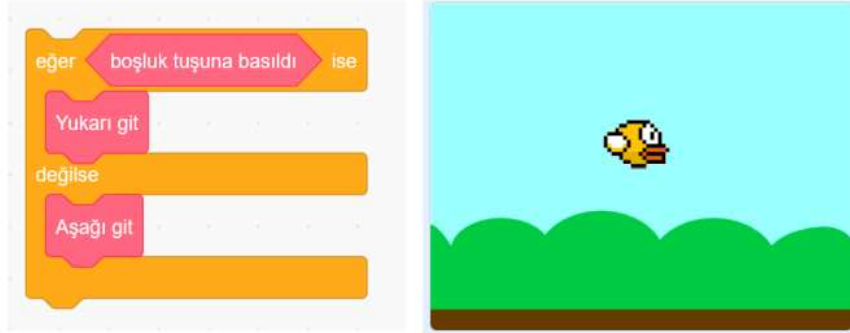 eğer boşluk tuşuna basıldı ise
Yukarı git
değilse
Aşağı git